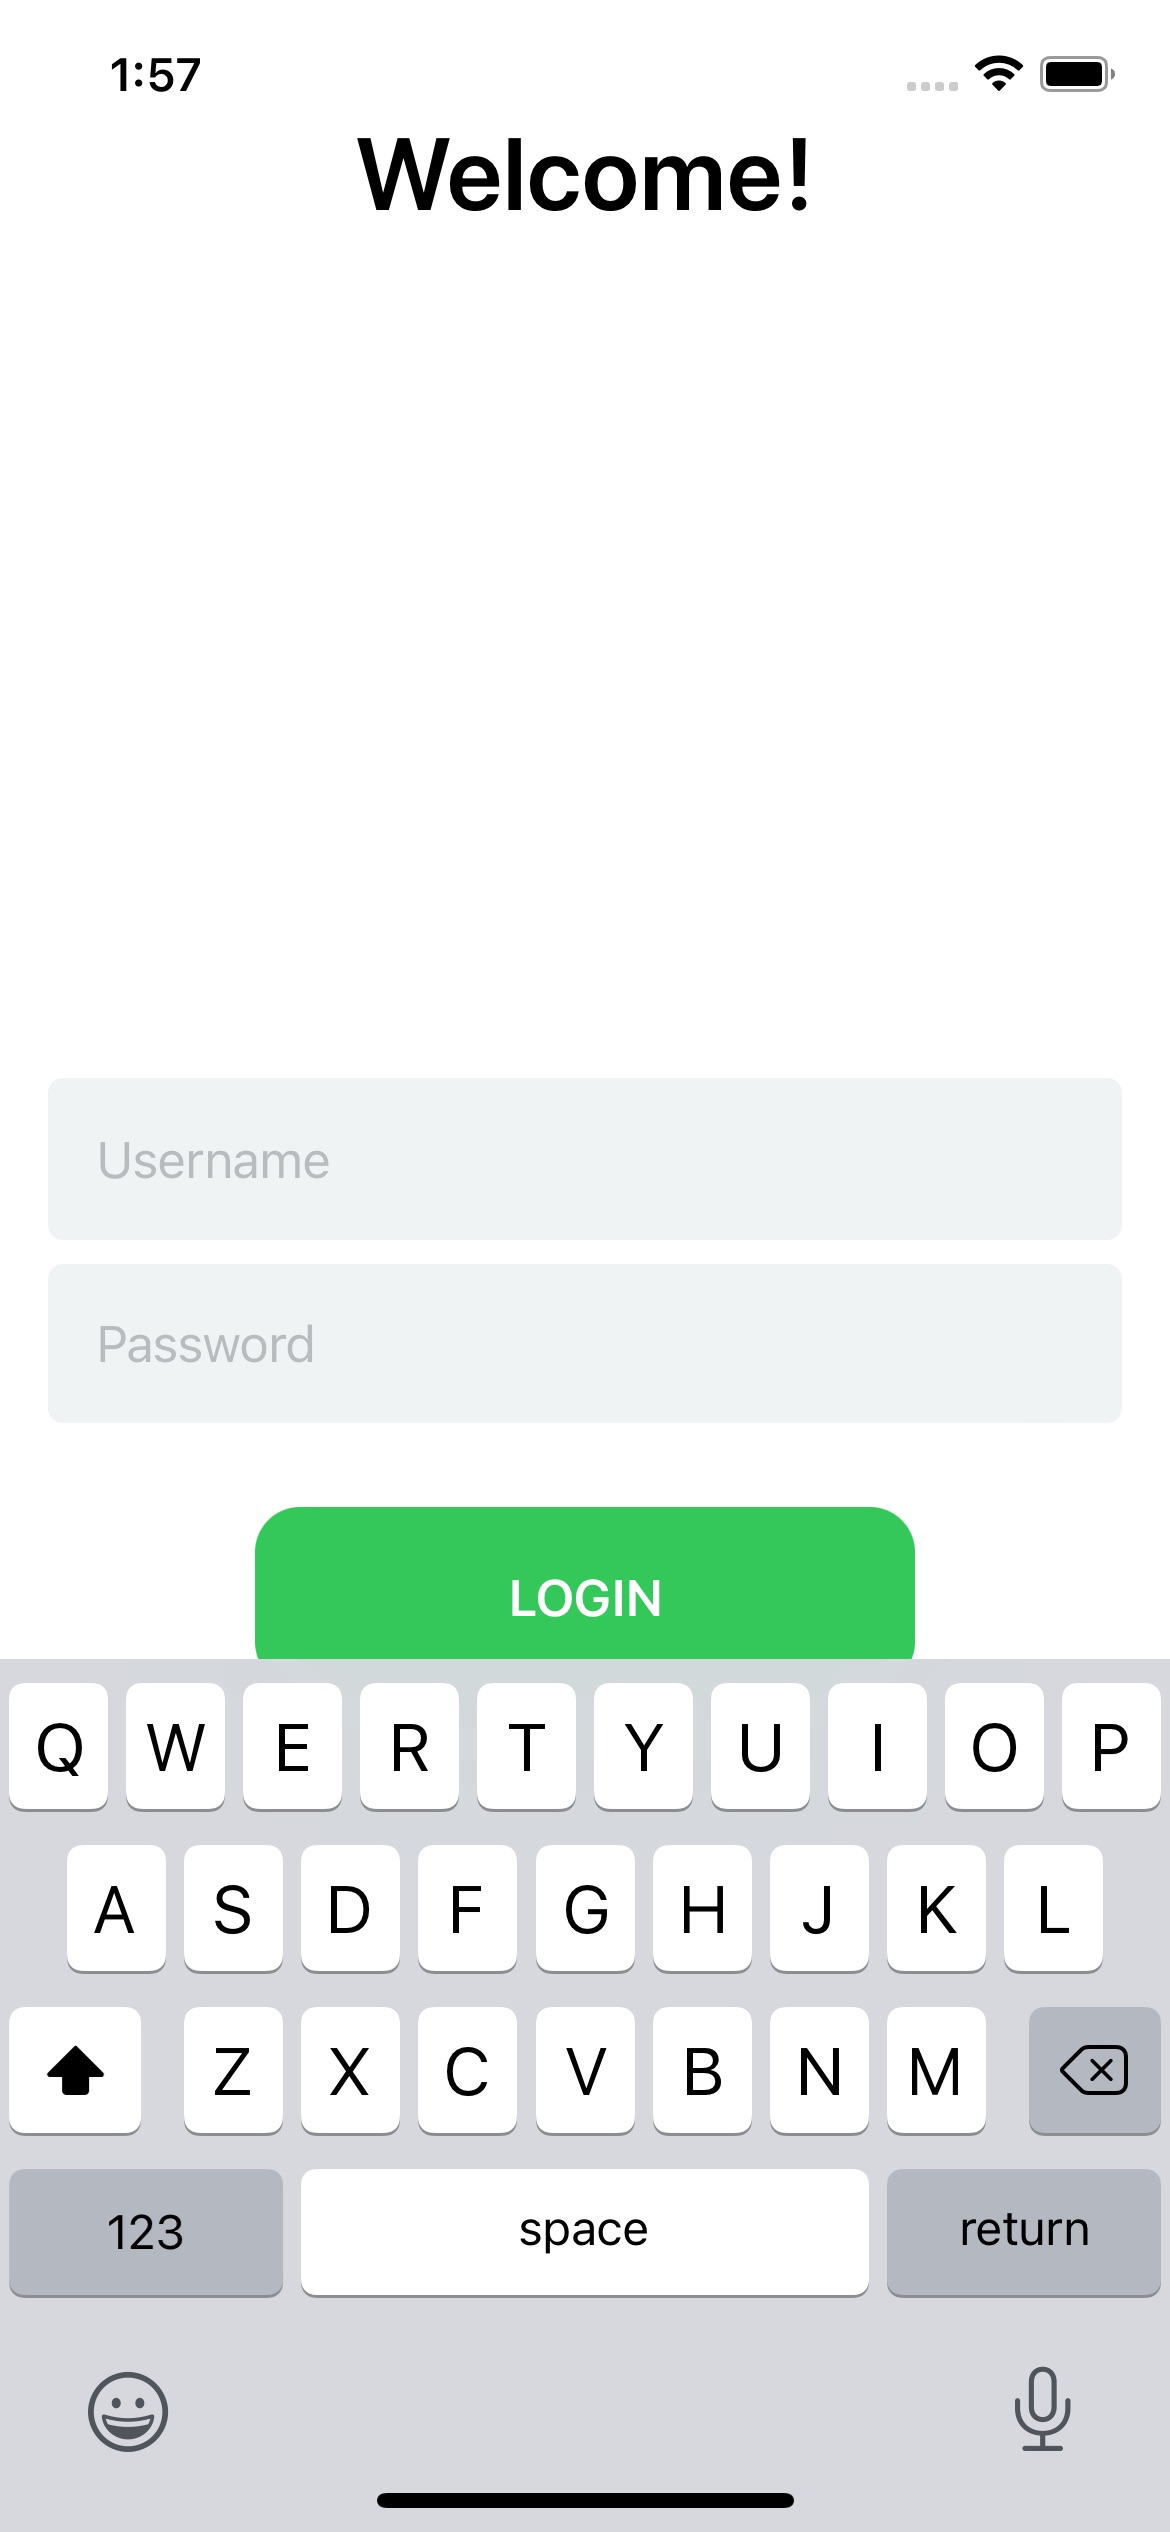 1:57
Welcome!
Username
Password
LOGIN
Q W E R T Y U I O P
A S D F G H J K L
Z X C V B N M
123 space return